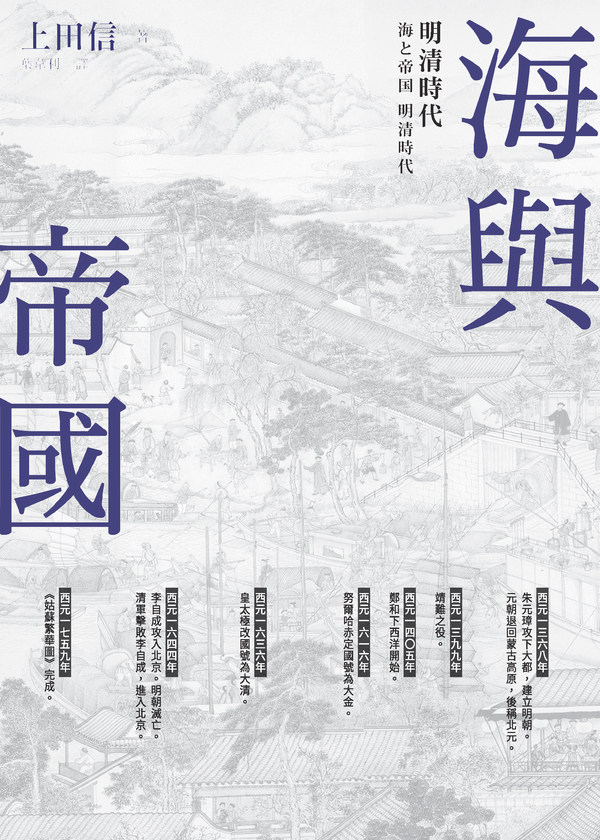 海與
帝國
明清時代
海と帝国 明清時代
上田信 著
葉韋利 譯
西元一三六八年
朱元璋攻下大都，建立明朝。
元朝退回蒙古高原，後稱北元。
西元一三九九年
靖難之役。
西元一四〇五年
鄭和下西洋開始。
西元一六一六年
努爾哈赤定國號為大金。
西元一六三六年
皇太極改國號為大清。
西元一六四四年
李自成攻入北京。明朝滅亡。
清軍擊敗李自成，進入北京。
西元一七五九年
《姑蘇繁華圖》完成。